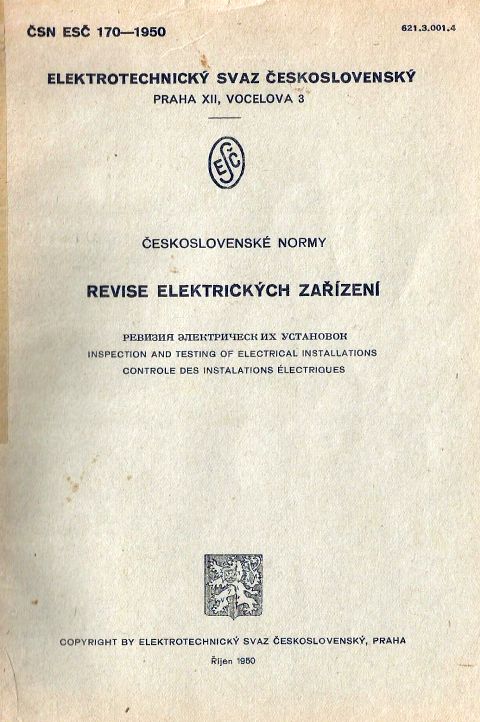 ČSN ESČ 170—1950
621.3.001.4
ELEKTROTECHNICKÝ SVAZ ČESKOSLOVENSKÝ
PRAHA XII, VOCELOVA 3
ESČ
ČESKOSLOVENSKÉ NORMY
REVISE ELEKTRICKÝCH ZAŘÍZENÍ
РЕВИЗИЯ ЭЛЕКТРИЧЕСК ИХ УСТАНОВОК
INSPECTION AND TESTING OF ELECTRICAL INSTALLATIONS
CONTROLE DES INSTALATIONS ÉLECTRIQUES
COPYRIGHT BY ELEKTROTECHNICKÝ SVAZ ČESKOSLOVENSKÝ, PRAHA
Říjen 1950